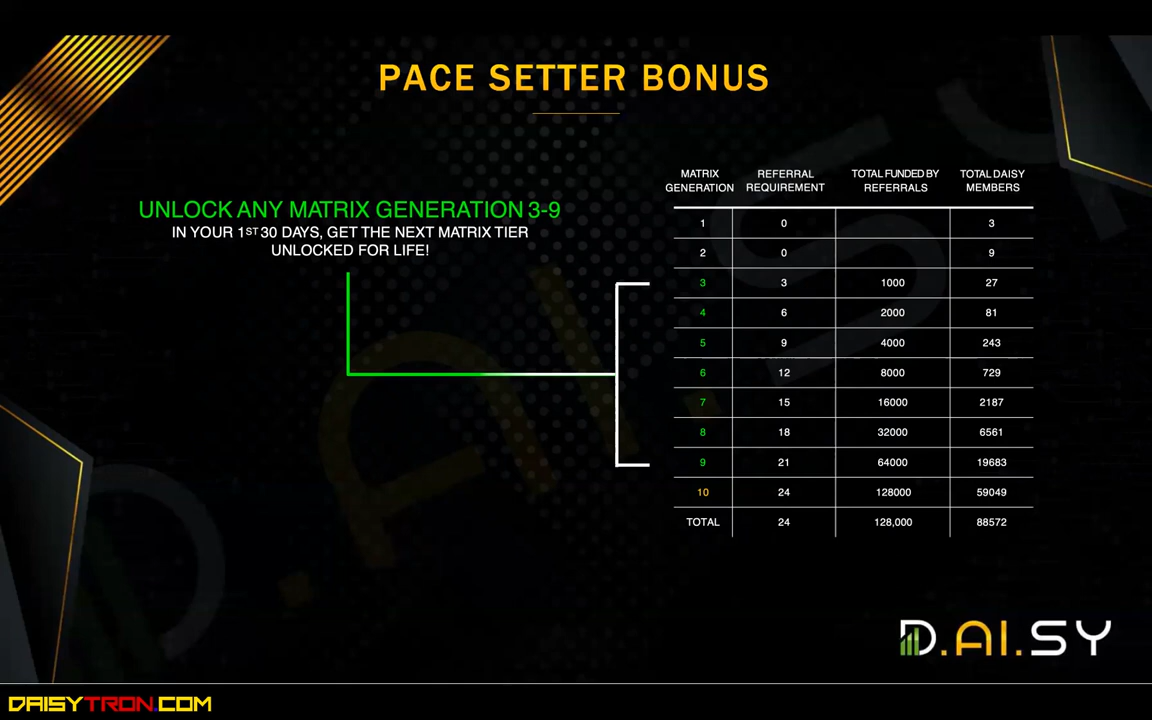 PACE SETTER BONUS
UNLOCK ANY MATRIX GENERATION 3-9
IN YOUR 1ST 30 DAYS, GET THE NEXT MATRIX TIER
UNLOCKED FOR LIFE!
MATRIX GENERATION REFERRAL REQUIREMENT TOTAL FUNDED BY REFERRALS TOTAL DAISY MEMBERS
1 0 3
2 0 9
3 3 1000 27
4 6 2000 81
5 9 4000 243
6 12 8000 729
7 15 16000 2187
8 18 32000 6561
9 21 64000 19683
10 24 128000 59049
TOTAL 24 128,000 88572
D.AI.SY
DAISYTRON.COM